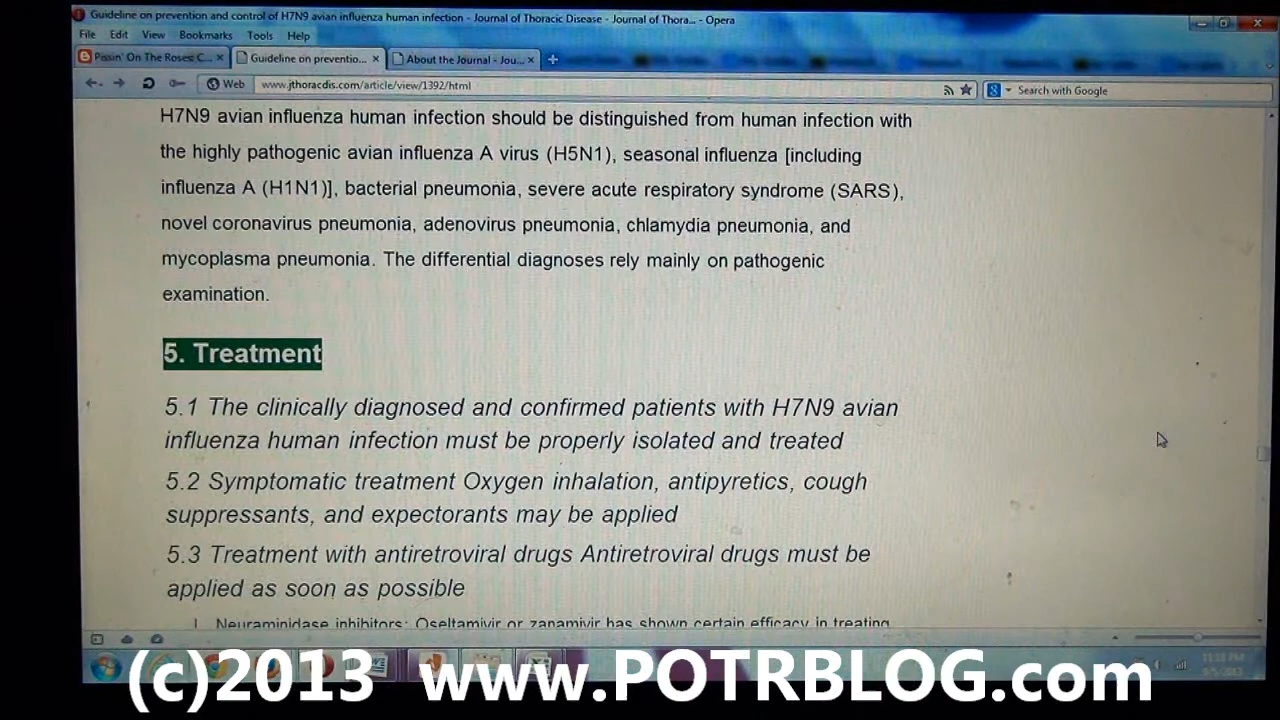 Guideline on prevention and control of H7N9 avian influenza human infection - Journal of Thoracic Disease - Journal of Thora... - Opera
File Edit View Bookmarks Tools Help
Pissin' On The Roses: C... × Guideline on preventio... × About the Journal - Jou... ×
Web www.jthoracdis.com/article/view/1392/html Search with Google
H7N9 avian influenza human infection should be distinguished from human infection with
the highly pathogenic avian influenza A virus (H5N1), seasonal influenza [including
influenza A (H1N1)], bacterial pneumonia, severe acute respiratory syndrome (SARS),
novel coronavirus pneumonia, adenovirus pneumonia, chlamydia pneumonia, and
mycoplasma pneumonia. The differential diagnoses rely mainly on pathogenic
examination.
5. Treatment
5.1 The clinically diagnosed and confirmed patients with H7N9 avian
influenza human infection must be properly isolated and treated
5.2 Symptomatic treatment Oxygen inhalation, antipyretics, cough
suppressants, and expectorants may be applied
5.3 Treatment with antiretroviral drugs Antiretroviral drugs must be
applied as soon as possible
Neuraminidase inhibitors: Oseltamivir or zanamivir has shown certain efficacy in treating
(c)2013 www.POTRBLOG.com